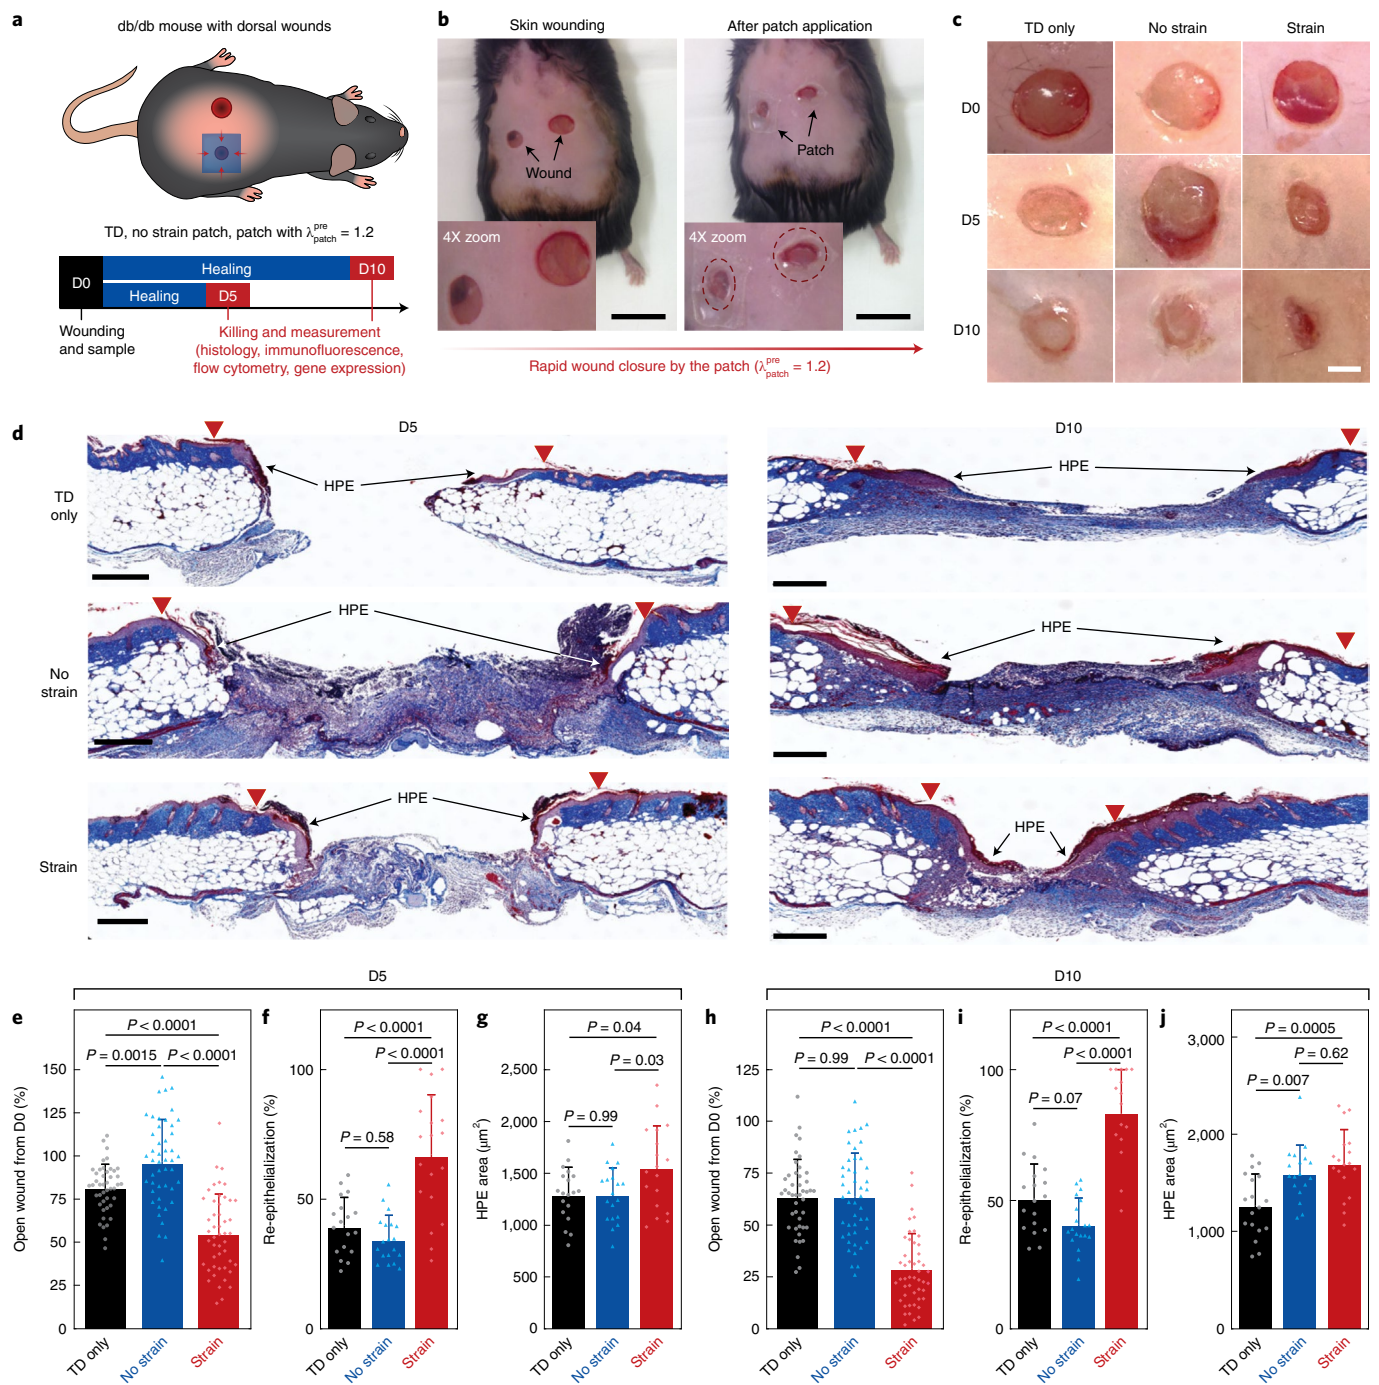 a
db/db mouse with dorsal wounds
TD, no strain patch, patch with λ^pre_patch = 1.2
D0
Healing
D10
Healing
D5
Wounding
and sample
Killing and measurement
(histology, immunofluorescence,
flow cytometry, gene expression)
b
Skin wounding
After patch application
Wound
Patch
4X zoom
4X zoom
Rapid wound closure by the patch (λ^pre_patch = 1.2)
c
TD only
No strain
Strain
D0
D5
D10
d
D5
D10
TD
only
HPE
HPE
No
strain
HPE
HPE
Strain
HPE
HPE
D5
D10
e
P < 0.0001
P = 0.0015
P < 0.0001
Open wound from D0 (%)
150
125
100
75
50
25
0
TD only
No strain
Strain
f
P < 0.0001
P < 0.0001
P = 0.58
Re-epithelialization (%)
100
50
0
TD only
No strain
Strain
g
P = 0.04
P = 0.03
P = 0.99
HPE area (μm²)
2,500
2,000
1,500
1,000
500
0
TD only
No strain
Strain
h
P < 0.0001
P = 0.99
P < 0.0001
Open wound from D0 (%)
125
100
75
50
25
0
TD only
No strain
Strain
i
P < 0.0001
P < 0.0001
P = 0.07
Re-epithelialization (%)
100
50
0
TD only
No strain
Strain
j
P = 0.0005
P = 0.62
P = 0.007
HPE area (μm²)
3,000
2,000
1,000
0
TD only
No strain
Strain